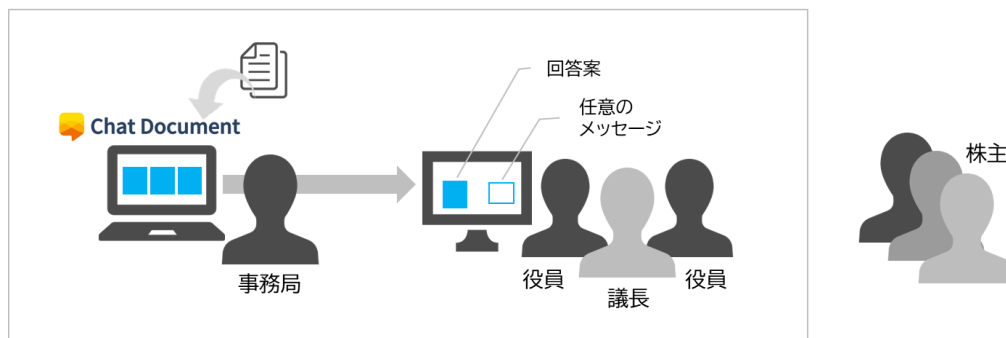 回答案
任意の
メッセージ
Chat Document
事務局
役員
議長
役員
株主